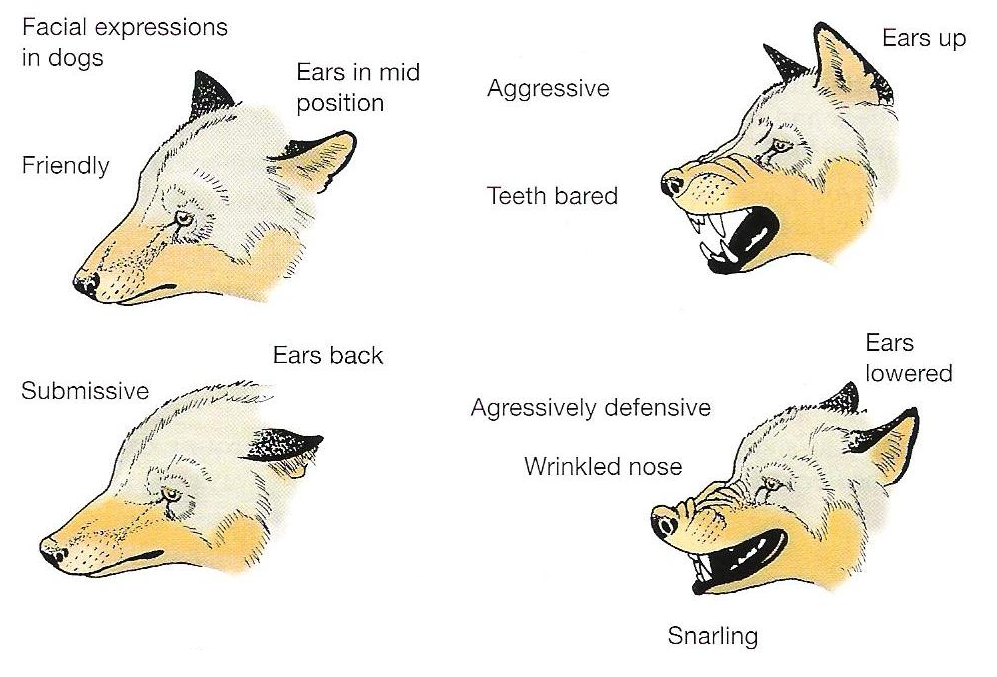 Facial expressions
in dogs
Ears in mid
position
Friendly
Ears up
Aggressive
Teeth bared
Ears back
Submissive
Ears
lowered
Agressively defensive
Wrinkled nose
Snarling